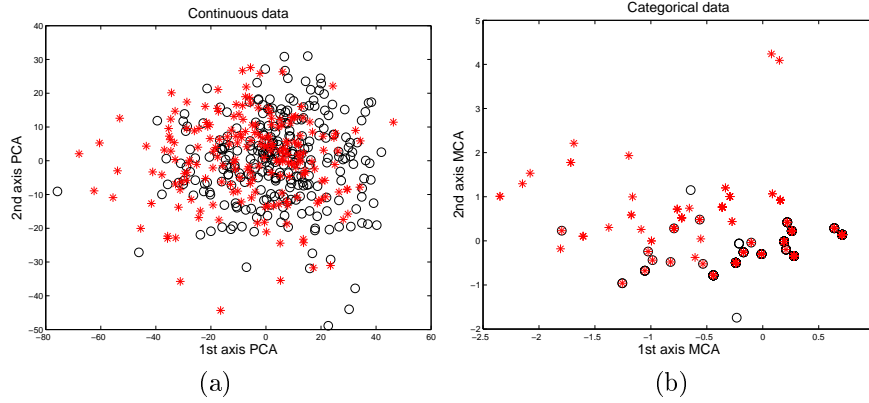 Continuous data
40
30
20
10
0
−10
−20
−30
−40
−50
2nd axis PCA
−80 −60 −40 −20 0 20 40 60
1st axis PCA
(a)
Categorical data
5
4
3
2
1
0
−1
−2
2nd axis MCA
−2.5 −2 −1.5 −1 −0.5 0 0.5 1
1st axis MCA
(b)